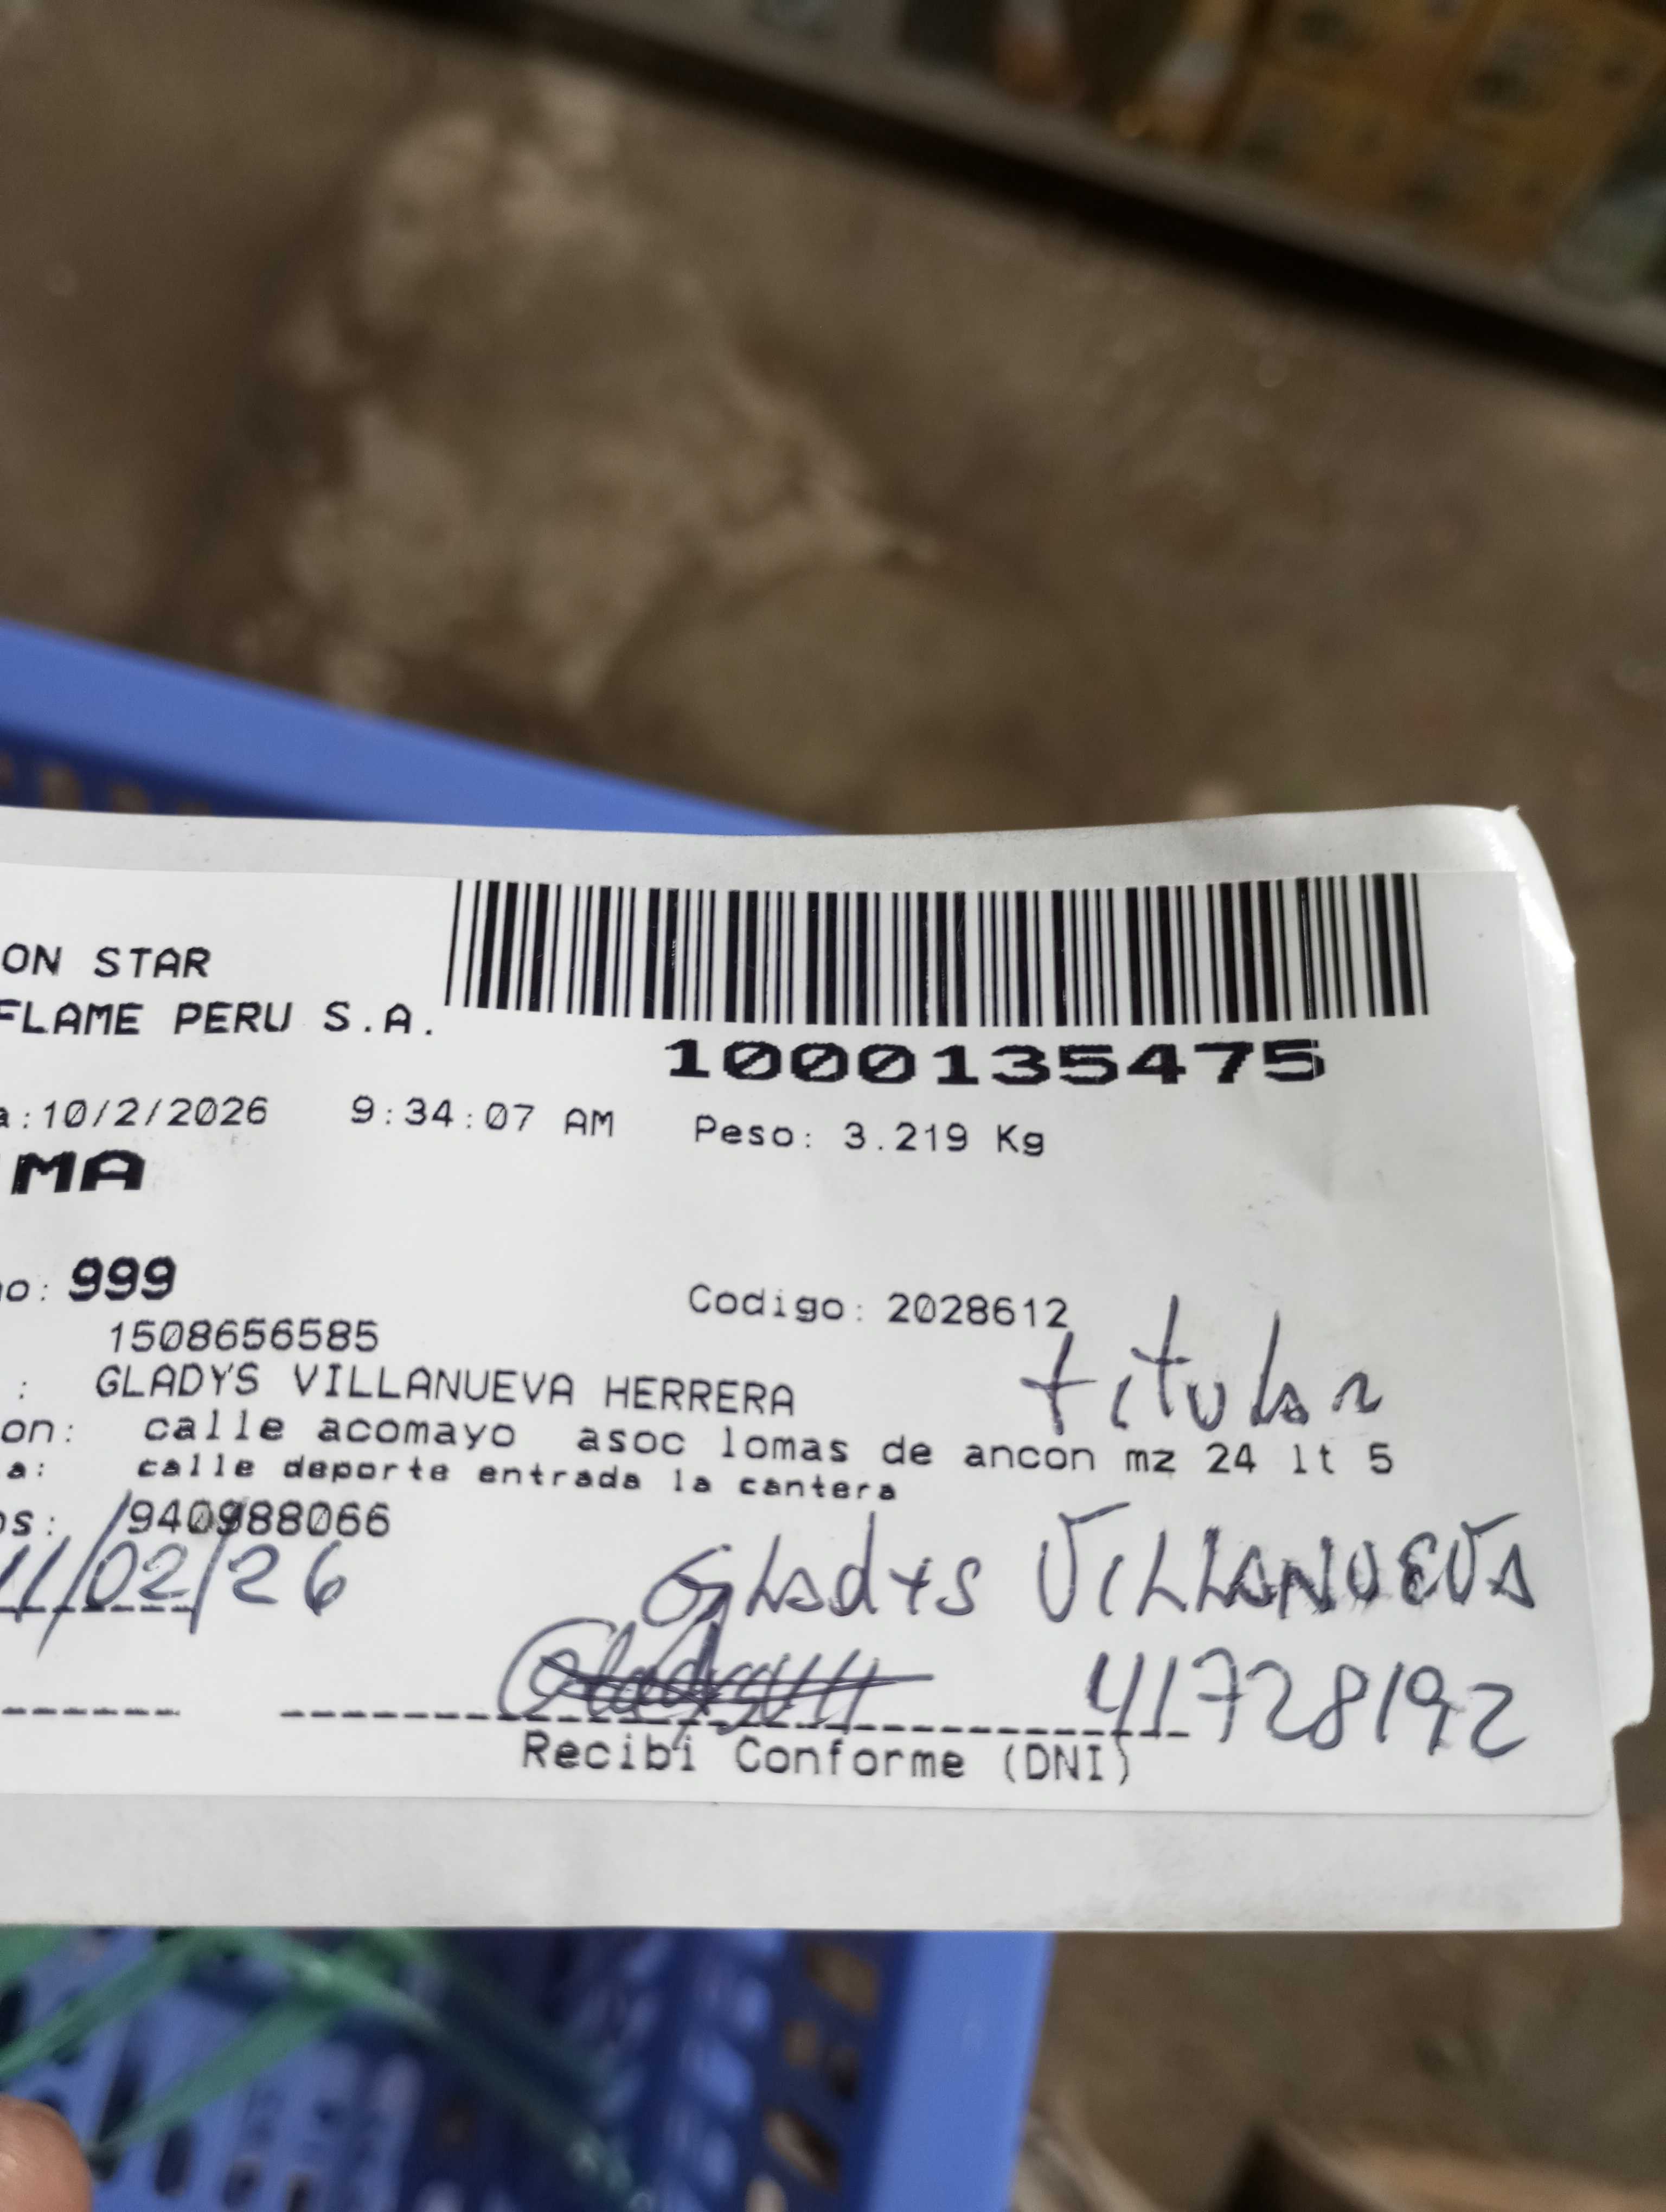 ON STAR
FLAME PERU S.A.
1000135475
a:10/2/2026 9:34:07 AM Peso: 3.219 Kg
MA
o: 999
Codigo: 2028612
1508656585
titular
: GLADYS VILLANUEVA HERRERA
on: calle acomayo asoc lomas de ancon mz 24 lt 5
a: calle deporte entrada la cantera
os: 940988066
11/02/26
Gladys VILLANUEVA
41728192
Recibi Conforme (DNI)